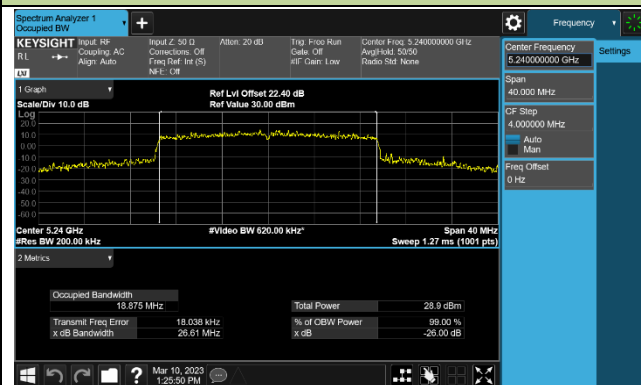 Spectrum Analyzer 1
Occupied BW
+
Frequency
KEYSIGHT
RL
LXI
Input: RF
Coupling: AC
Align: Auto
Input Z: 50 Ω
Corrections: Off
Freq Ref: Int (S)
NFE: Off
Atten: 20 dB
Trig: Free Run
Gate: Off
#IF Gain: Low
Center Freq: 5.240000000 GHz
Avg|Hold: 50/50
Radio Std: None
Center Frequency
5.240000000 GHz
Settings
Span
40.000 MHz
CF Step
4.000000 MHz
Auto
Man
Freq Offset
0 Hz
1 Graph
Scale/Div 10.0 dB
Ref Lvl Offset 22.40 dB
Ref Value 30.00 dBm
Log
20.0
10.0
0.00
-10.0
-20.0
-30.0
-40.0
-50.0
-60.0
Center 5.24 GHz
#Res BW 200.00 kHz
#Video BW 620.00 kHz*
Span 40 MHz
Sweep 1.27 ms (1001 pts)
2 Metrics
Occupied Bandwidth
18.875 MHz
Total Power 28.9 dBm
Transmit Freq Error 18.038 kHz
% of OBW Power 99.00 %
x dB Bandwidth 26.61 MHz
x dB -26.00 dB
?
Mar 10, 2023
1:25:50 PM